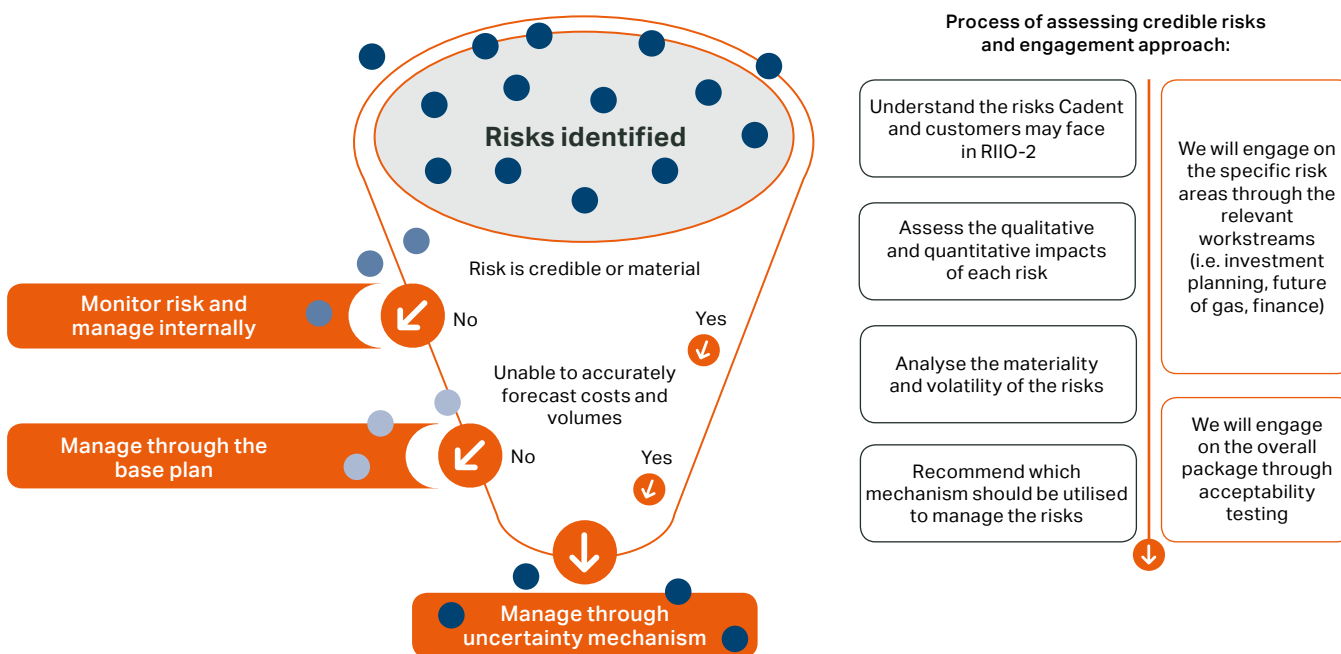 Risks identified
Risk is credible or material
Monitor risk and
manage internally
No
Yes
Unable to accurately
forecast costs and
volumes
Manage through the
base plan
No
Yes
Manage through
uncertainty mechanism
Process of assessing credible risks
and engagement approach:
Understand the risks Cadent
and customers may face
in RIIO-2
Assess the qualitative
and quantitative impacts
of each risk
Analyse the materiality
and volatility of the risks
Recommend which
mechanism should be utilised
to manage the risks
We will engage on
the specific risk
areas through the
relevant
workstreams
(i.e. investment
planning, future
of gas, finance)
We will engage
on the overall
package through
acceptability
testing